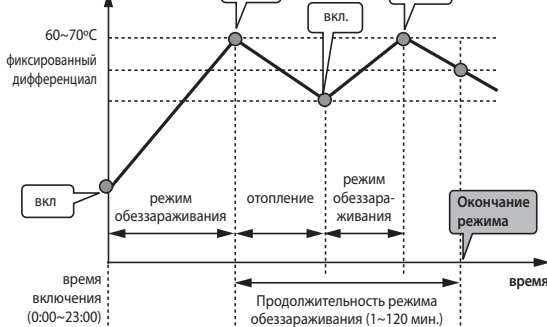 вкл.
60~70ºC
фиксированный
дифференциал
вкл
режим
обеззараживания
отопление
режим
обеззара-
живания
Окончание
режима
время
время
включения
(0:00~23:00)
Продолжительность режима
обеззараживания (1~120 мин.)